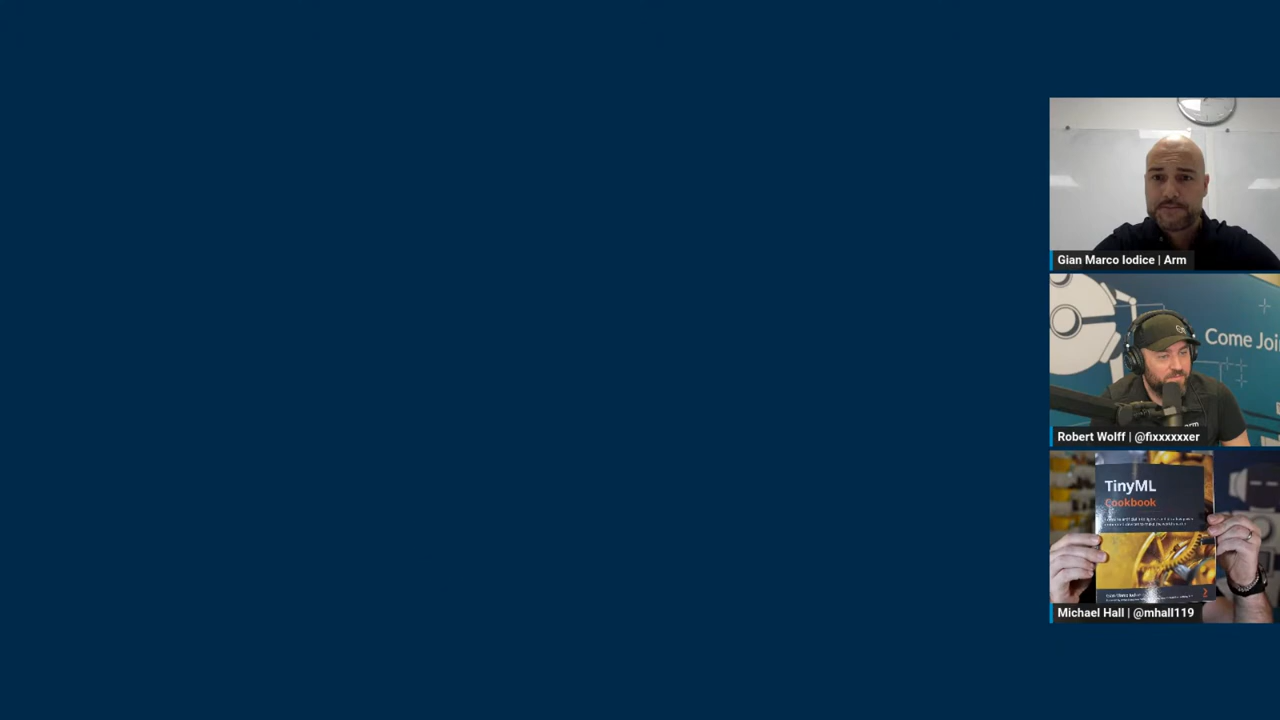 Gian Marco Iodice | Arm
Come Joi
Robert Wolff | @fixxxxxxer
TinyML
Cookbook
Michael Hall | @mhall119